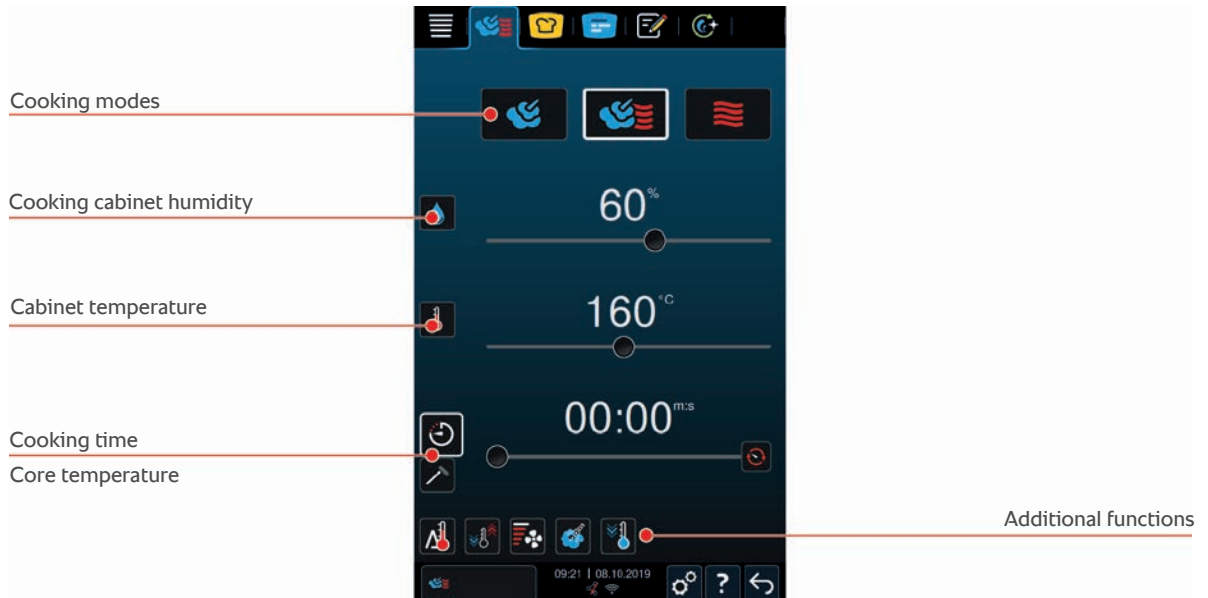 Cooking modes
Cooking cabinet humidity
60%
Cabinet temperature
160°C
00:00 m:s
Cooking time
Core temperature
Additional functions
09:21 | 08.10.2019
?